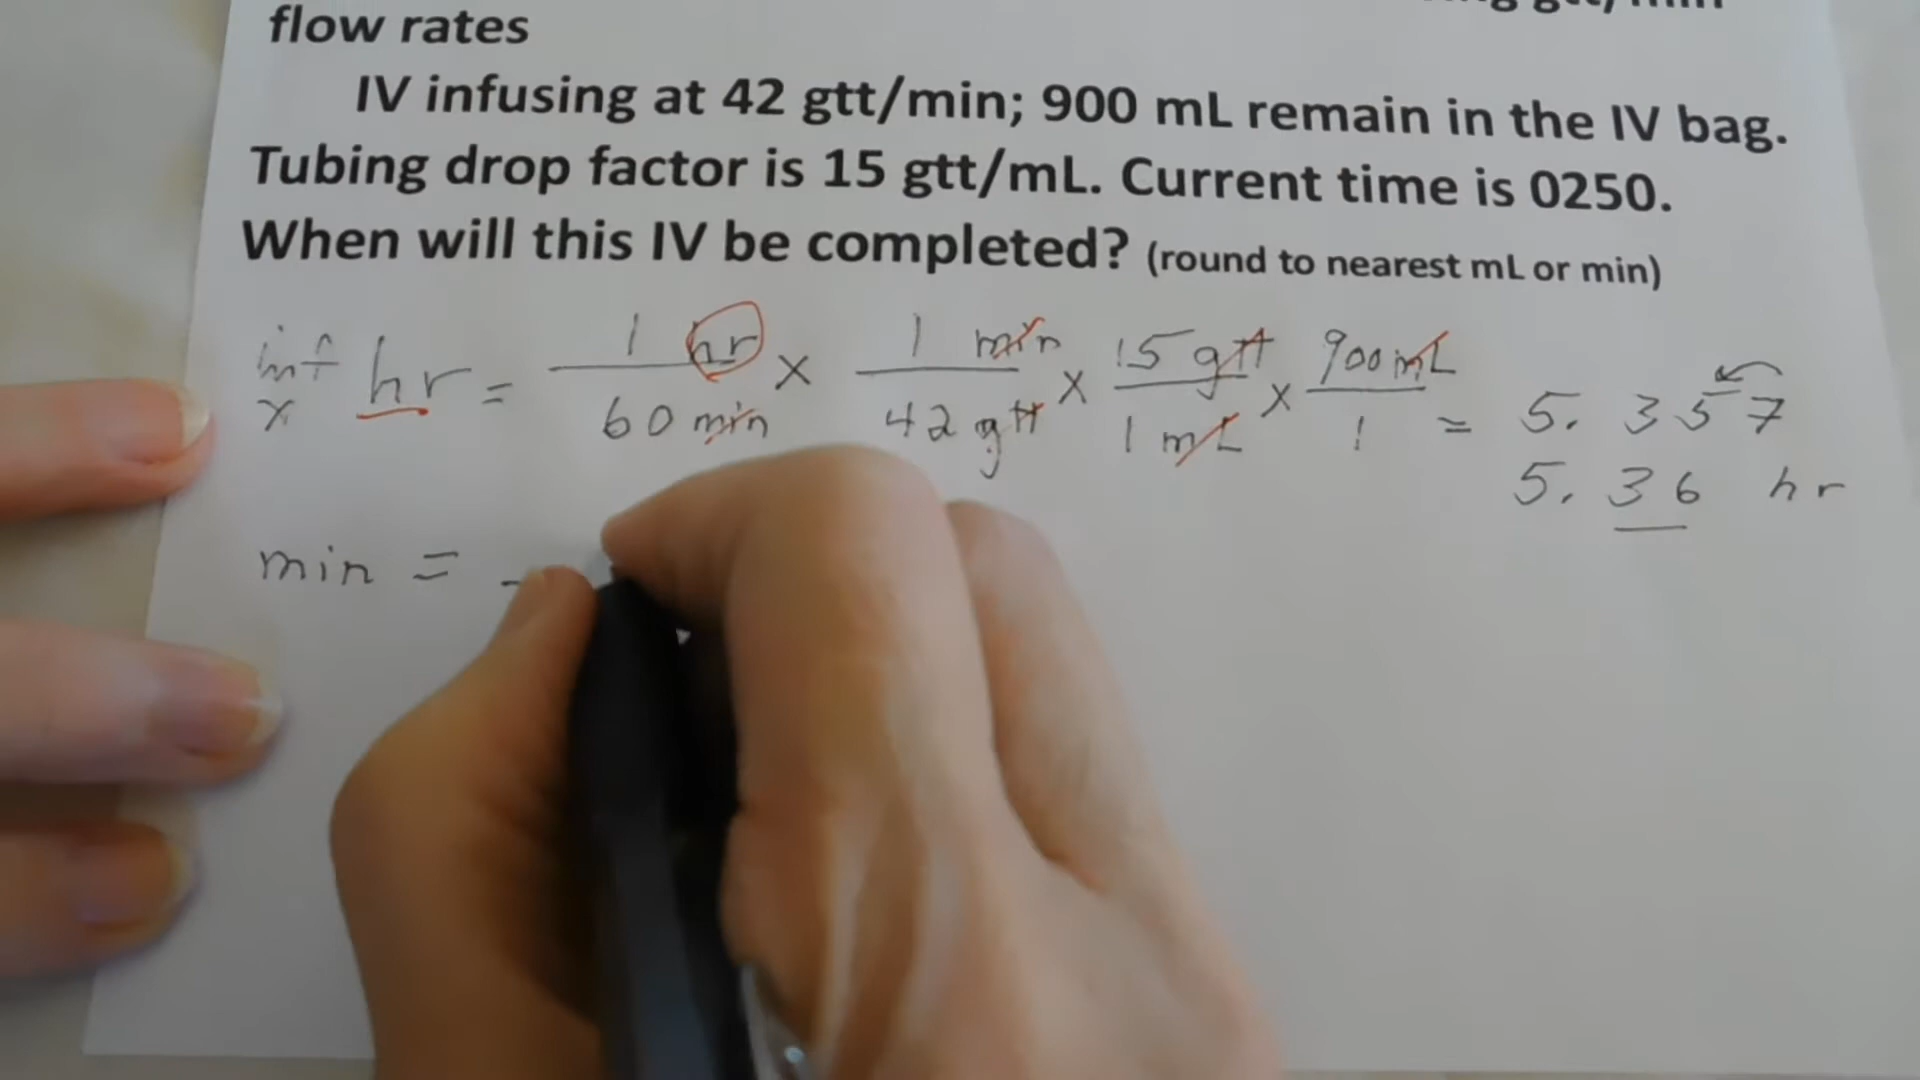 flow rates
IV infusing at 42 gtt/min; 900 mL remain in the IV bag.
Tubing drop factor is 15 gtt/mL. Current time is 0250.
When will this IV be completed? (round to nearest mL or min)
inf hr = 1 hr × 1 min × 15 gtt × 900 mL
x 60 min 42 gtt 1 mL 1 = 5.357
5.36 hr
min =